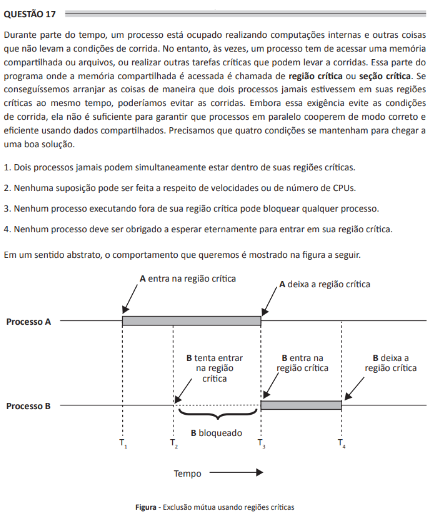 QUESTÃO 17
Durante parte do tempo, um processo está ocupado realizando computações internas e outras coisas
que não levam a condições de corrida. No entanto, às vezes, um processo tem de acessar uma memória
compartilhada ou arquivos, ou realizar outras tarefas críticas que podem levar a corridas. Essa parte do
programa onde a memória compartilhada é acessada é chamada de região crítica ou seção crítica. Se
conseguíssemos arranjar as coisas de maneira que dois processos jamais estivessem em suas regiões
críticas ao mesmo tempo, poderíamos evitar as corridas. Embora essa exigência evite as condições
de corrida, ela não é suficiente para garantir que processos em paralelo cooperem de modo correto e
eficiente usando dados compartilhados. Precisamos que quatro condições se mantenham para chegar a
uma boa solução.
1. Dois processos jamais podem simultaneamente estar dentro de suas regiões críticas.
2. Nenhuma suposição pode ser feita a respeito de velocidades ou de número de CPUs.
3. Nenhum processo executando fora de sua região crítica pode bloquear qualquer processo.
4. Nenhum processo deve ser obrigado a esperar eternamente para entrar em sua região crítica.
Em um sentido abstrato, o comportamento que queremos é mostrado na figura a seguir.
A entra na região crítica
A deixa a região crítica
Processo A
B tenta entrar
na região
crítica
B entra na
região crítica
B deixa a
região crítica
Processo B
B bloqueado
T1 T2 T3 T4
Tempo
Figura - Exclusão mútua usando regiões críticas